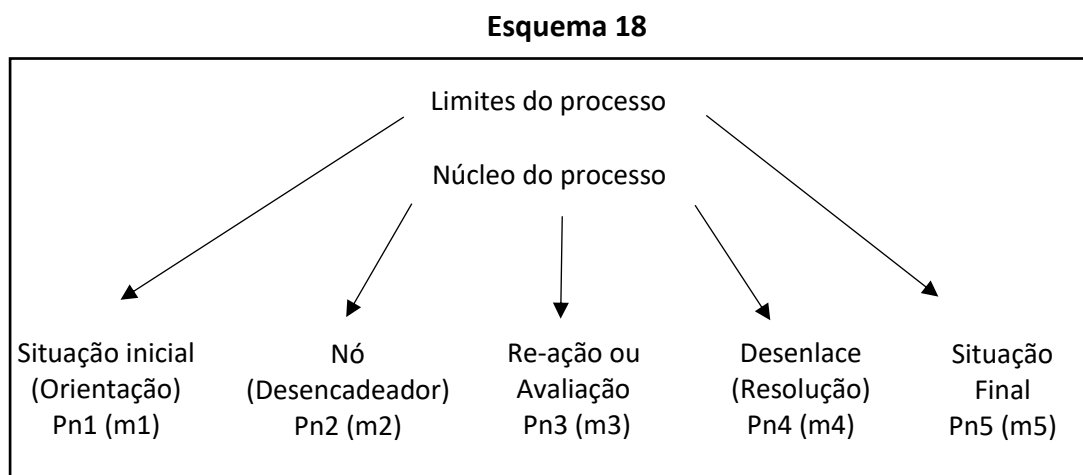 Esquema 18
Limites do processo
Núcleo do processo
Situação inicial
(Orientação)
Pn1 (m1)
Nó
(Desencadeador)
Pn2 (m2)
Re-ação ou
Avaliação
Pn3 (m3)
Desenlace
(Resolução)
Pn4 (m4)
Situação
Final
Pn5 (m5)